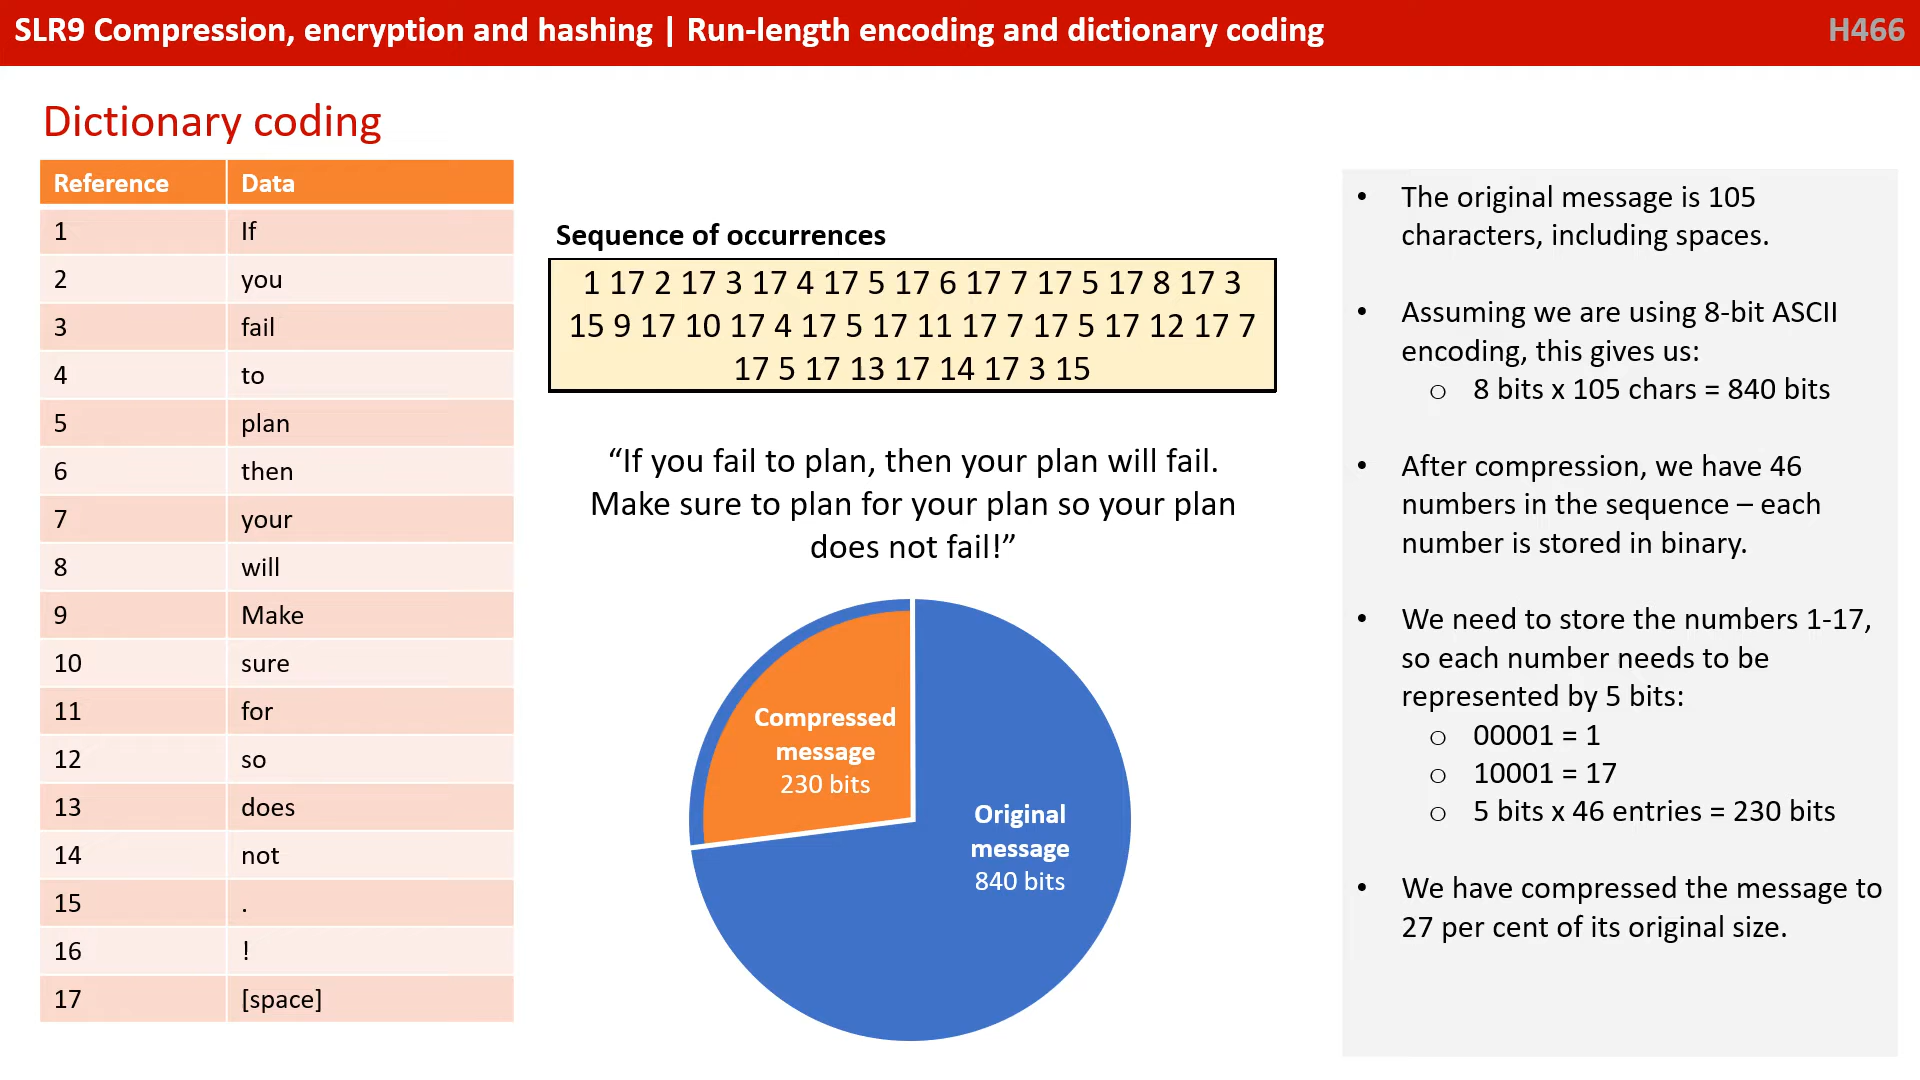 SLR9 Compression, encryption and hashing | Run-length encoding and dictionary coding
H466
Dictionary coding
Reference Data
1 If
2 you
3 fail
4 to
5 plan
6 then
7 your
8 will
9 Make
10 sure
11 for
12 so
13 does
14 not
15 .
16 !
17 [space]
Sequence of occurrences
1 17 2 17 3 17 4 17 5 17 6 17 7 17 5 17 8 17 3
15 9 17 10 17 4 17 5 17 11 17 7 17 5 17 12 17 7
17 5 17 13 17 14 17 3 15
“If you fail to plan, then your plan will fail.
Make sure to plan for your plan so your plan
does not fail!”
Compressed
message
230 bits
Original
message
840 bits
• The original message is 105
characters, including spaces.
• Assuming we are using 8-bit ASCII
encoding, this gives us:
o 8 bits x 105 chars = 840 bits
• After compression, we have 46
numbers in the sequence – each
number is stored in binary.
• We need to store the numbers 1-17,
so each number needs to be
represented by 5 bits:
o 00001 = 1
o 10001 = 17
o 5 bits x 46 entries = 230 bits
• We have compressed the message to
27 per cent of its original size.